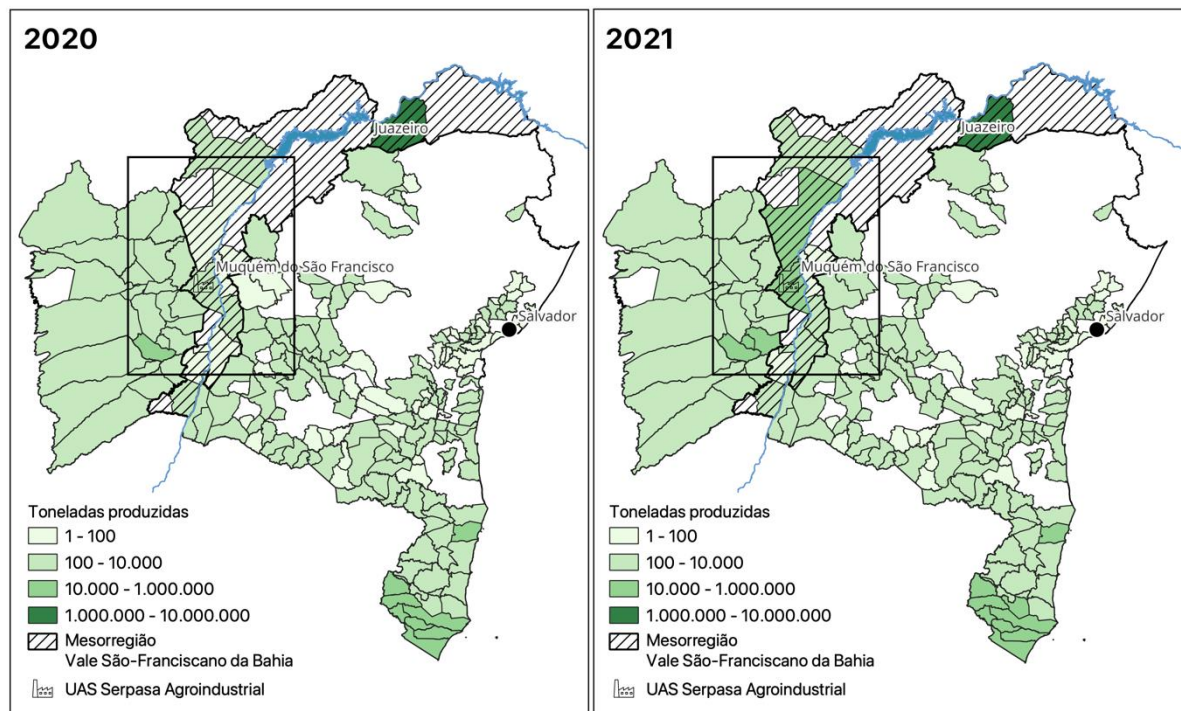 2020
Juazeiro
Muquém do São Francisco
Salvador
Toneladas produzidas
1 - 100
100 - 10.000
10.000 - 1.000.000
1.000.000 - 10.000.000
Mesorregião
Vale São-Franciscano da Bahia
UAS Serpasa Agroindustrial
2021
Juazeiro
Muquém do São Francisco
Salvador
Toneladas produzidas
1 - 100
100 - 10.000
10.000 - 1.000.000
1.000.000 - 10.000.000
Mesorregião
Vale São-Franciscano da Bahia
UAS Serpasa Agroindustrial